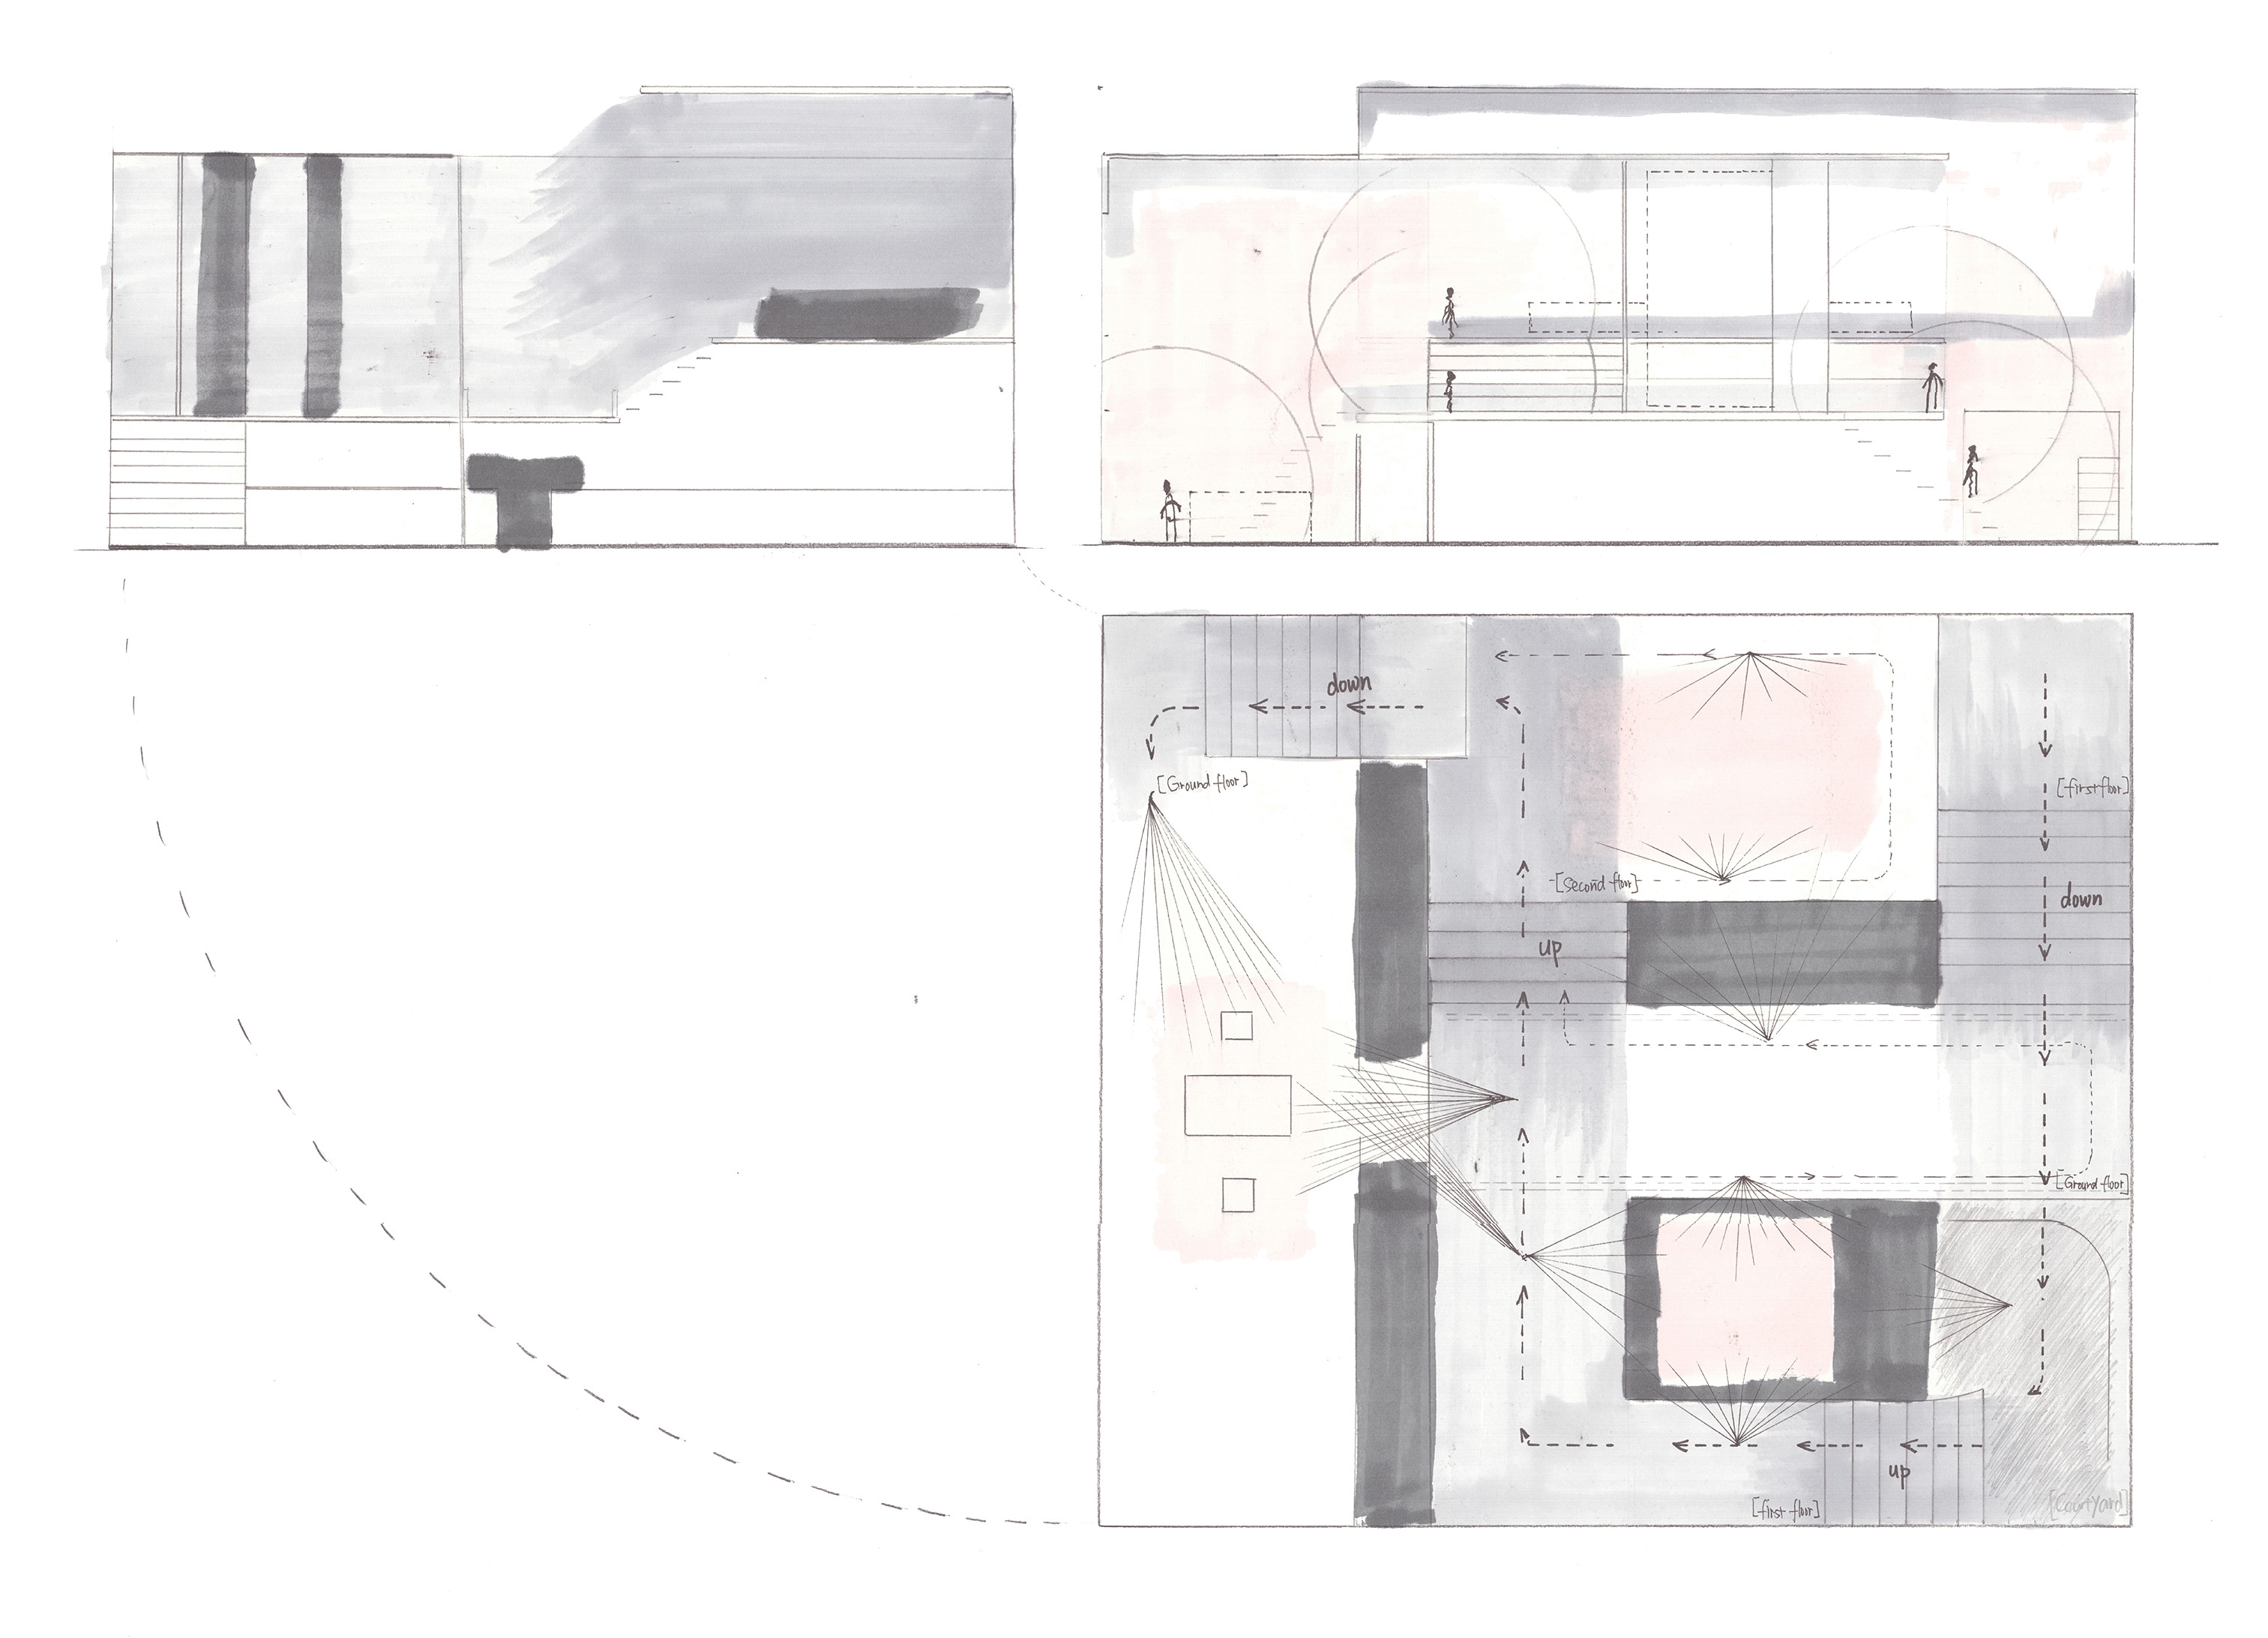 down
[Ground floor]
[first floor]
[second floor]
down
up
[Ground floor]
up
[first floor]
[Courtyard]